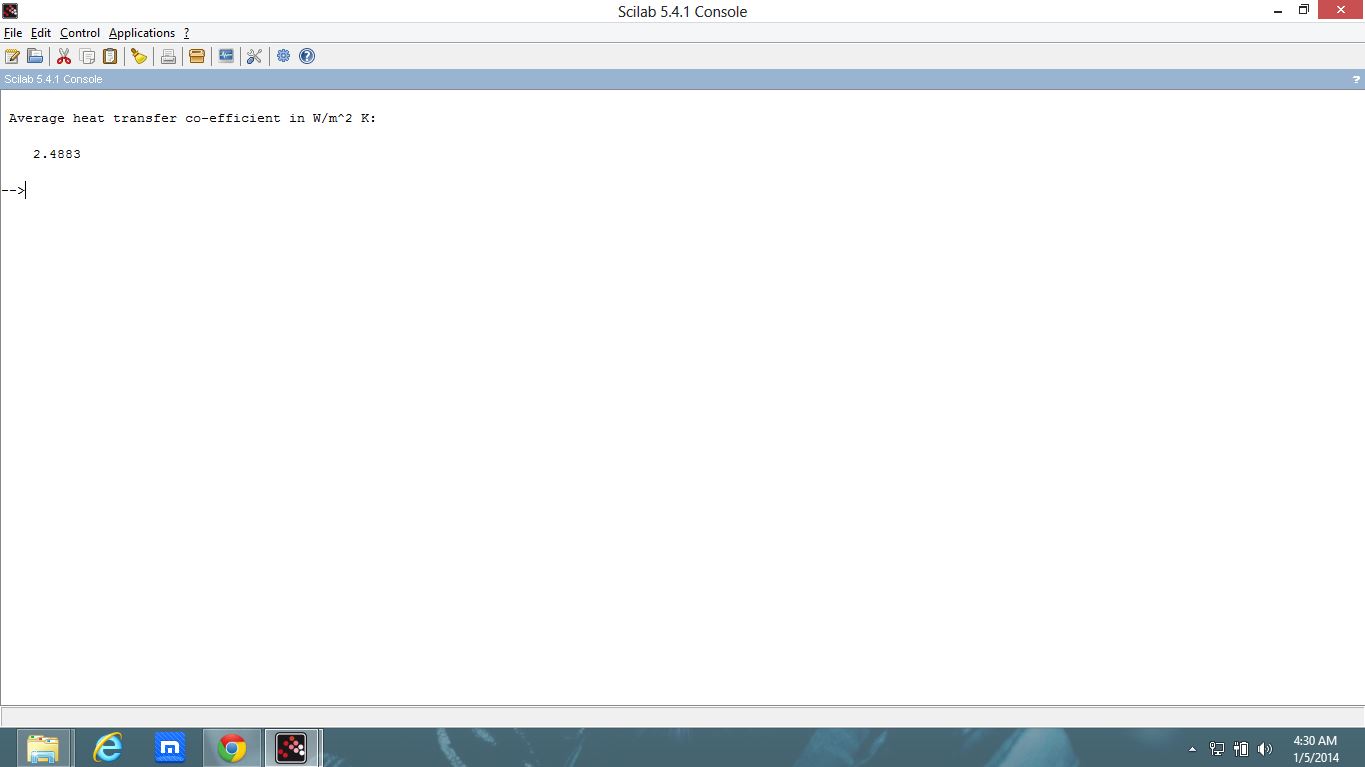 Scilab 5.4.1 Console
File Edit Control Applications ?
Scilab 5.4.1 Console ?
Average heat transfer co-efficient in W/m^2 K:
2.4883
-->
4:30 AM
1/5/2014